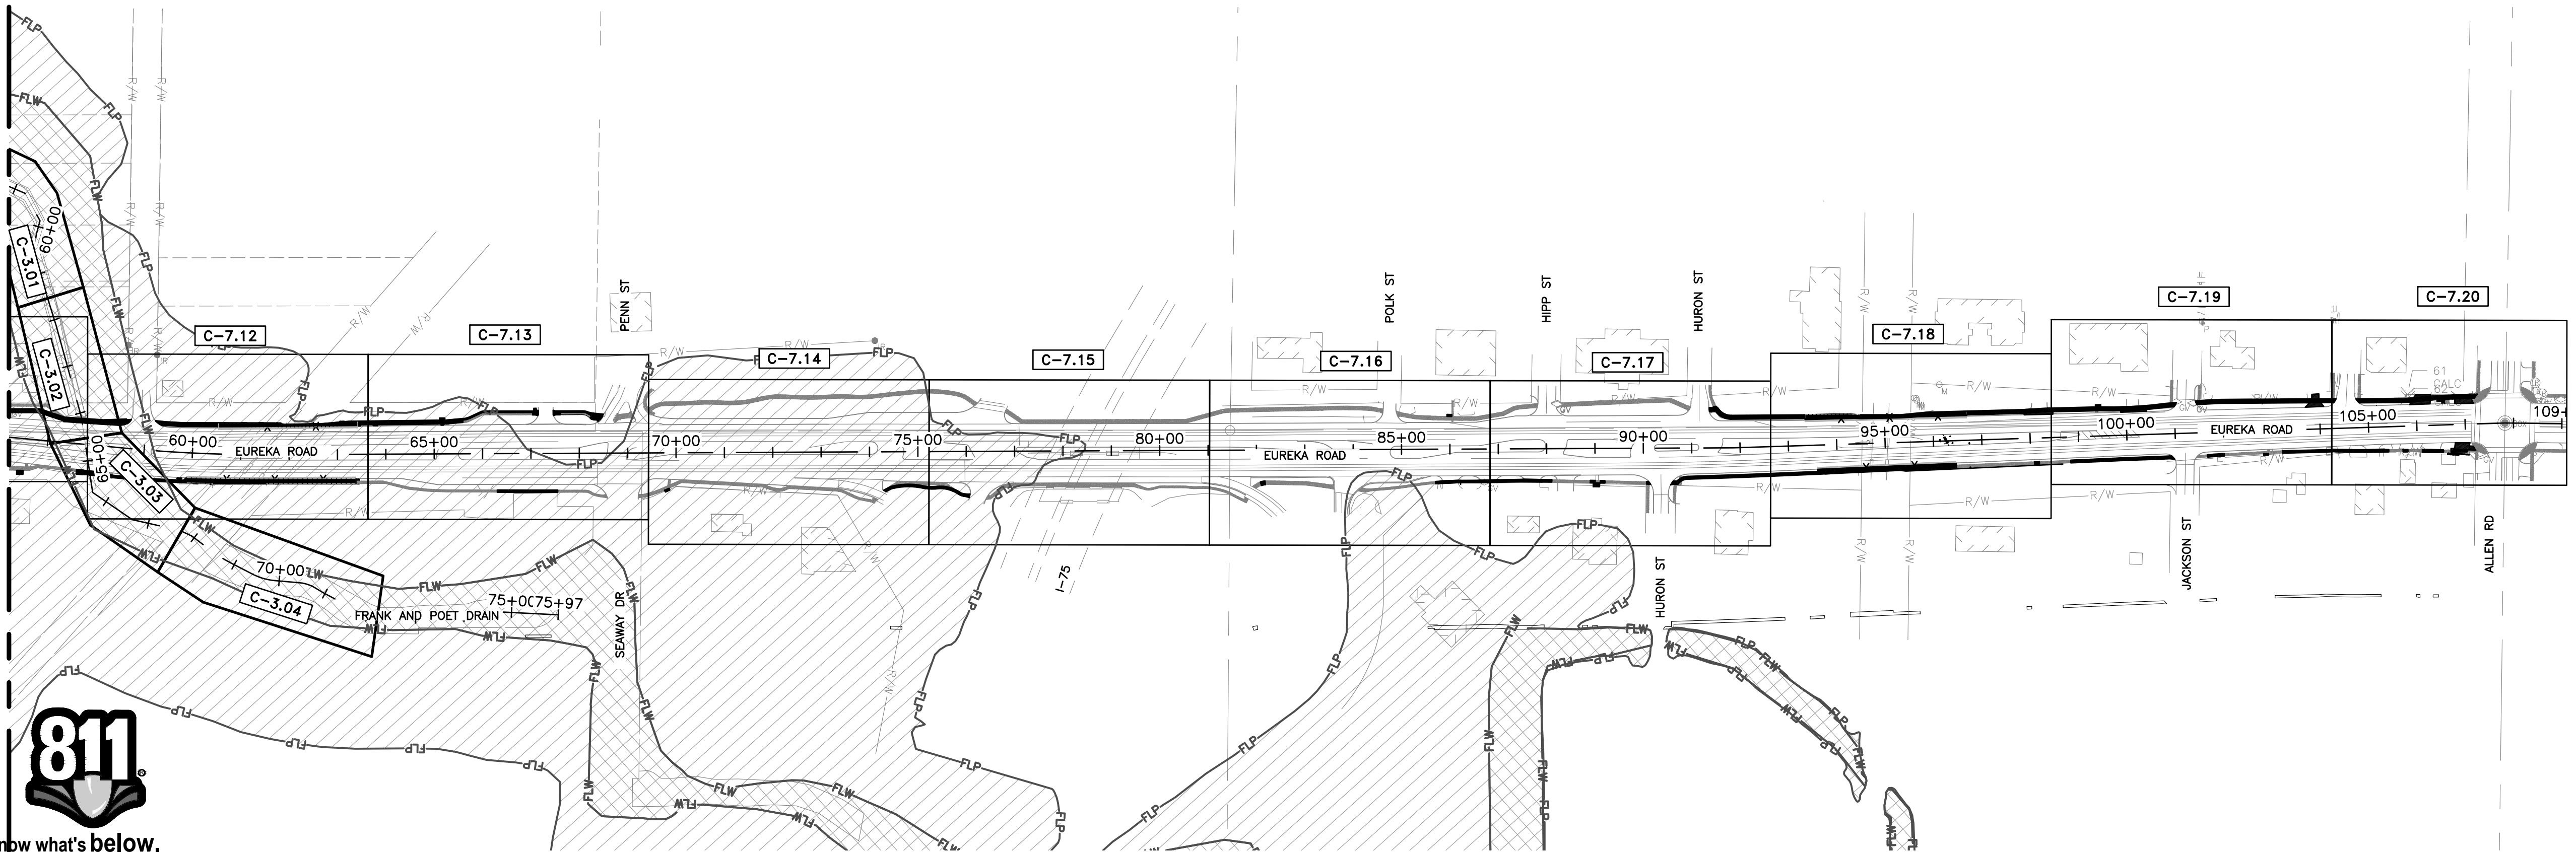 FLP
FLW
R/W
C-3.01
60+00
C-3.02
65+00
C-3.03
70+00
C-3.04
FRANK AND POET DRAIN
75+97
SEAWAY DR
C-7.12
C-7.13
PENN ST
C-7.14
C-7.15
C-7.16
POLK ST
HIPP ST
C-7.17
HURON ST
C-7.18
C-7.19
C-7.20
61
CALC
62
60+00
EUREKA ROAD
65+00
70+00
75+00
80+00
EUREKA ROAD
85+00
90+00
95+00
100+00
EUREKA ROAD
105+00
GV
I-75
HURON ST
JACKSON ST
ALLEN RD
811
now what's below.